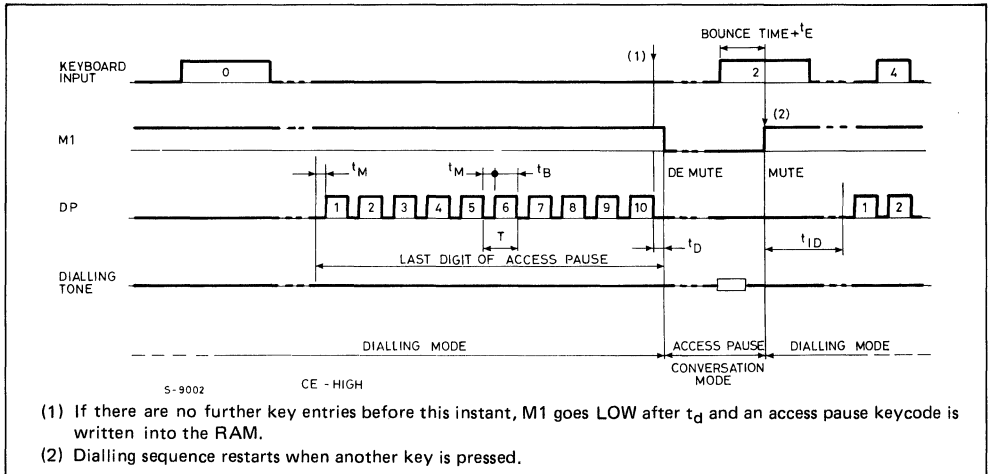 BOUNCE TIME+tE
(1)
KEYBOARD INPUT
0
2
4
(2)
M1
DE MUTE
MUTE
tM
tM
tB
DP
1 2 3 4 5 6 7 8 9 10
1 2
T
tD
tID
LAST DIGIT OF ACCESS PAUSE
DIALLING TONE
DIALLING MODE
ACCESS PAUSE
DIALLING MODE
CONVERSATION MODE
S-9002
CE - HIGH
(1) If there are no further key entries before this instant, M1 goes LOW after td and an access pause keycode is
written into the RAM.
(2) Dialling sequence restarts when another key is pressed.